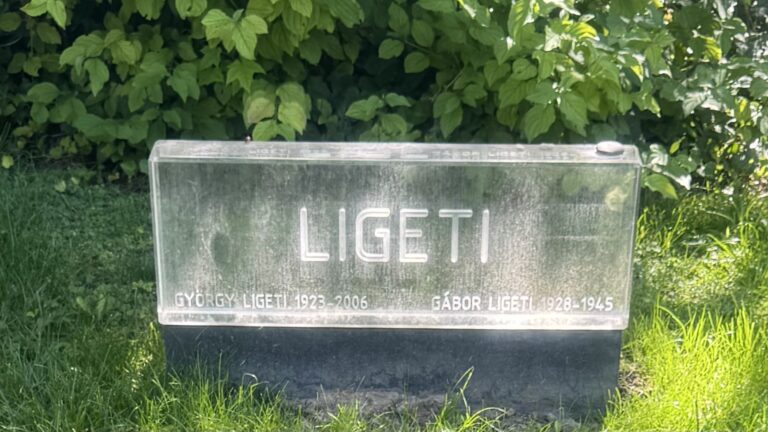 LIGETI
GYÖRGY LIGETI 1923–2006 GÁBOR LIGETI 1928–1945